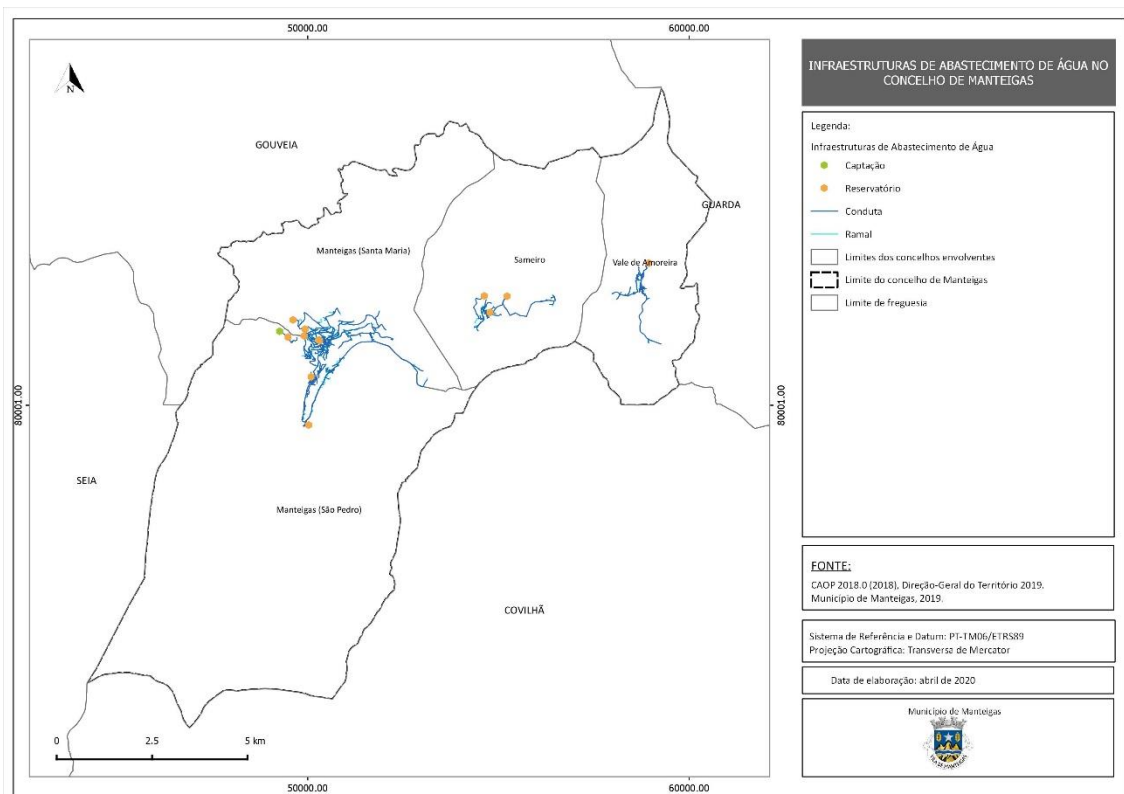 50000.00
60000.00
N
GOUVEIA
GUARDA
Manteigas (Santa Maria)
Sameiro
Vale de Amoreira
80001.00
80001.00
SEIA
Manteigas (São Pedro)
COVILHÃ
0
2.5
5 km
50000.00
60000.00
INFRAESTRUTURAS DE ABASTECIMENTO DE ÁGUA NO
CONCELHO DE MANTEIGAS
Legenda:
Infraestruturas de Abastecimento de Água
Captação
Reservatório
Conduta
Ramal
Limites dos concelhos envolventes
Limite do concelho de Manteigas
Limite de freguesia
FONTE:
CAOP 2018.0 (2018), Direção-Geral do Território 2019.
Município de Manteigas, 2019.
Sistema de Referência e Datum: PT-TM06/ETRS89
Projeção Cartográfica: Transversa de Mercator
Data de elaboração: abril de 2020
Município de Manteigas
VILA DE MANTEIGAS